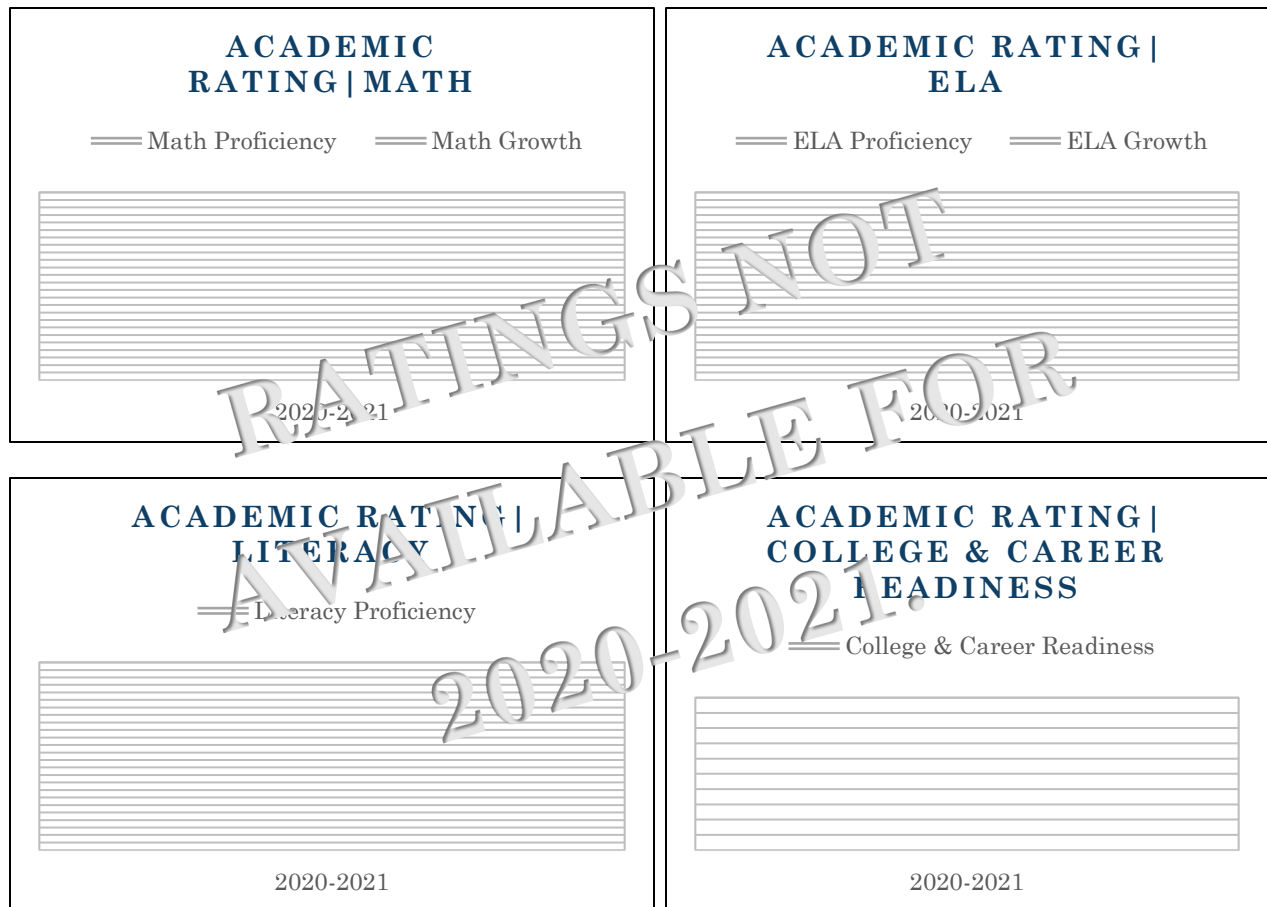 ACADEMIC
RATING|MATH
Math Proficiency Math Growth
2020-2021
ACADEMIC RATING|
ELA
ELA Proficiency ELA Growth
2020-2021
RATINGS NOT
AVAILABLE FOR
2020-2021.
ACADEMIC RATING|
LITERACY
Literacy Proficiency
2020-2021
ACADEMIC RATING|
COLLEGE & CAREER
READINESS
College & Career Readiness
2020-2021